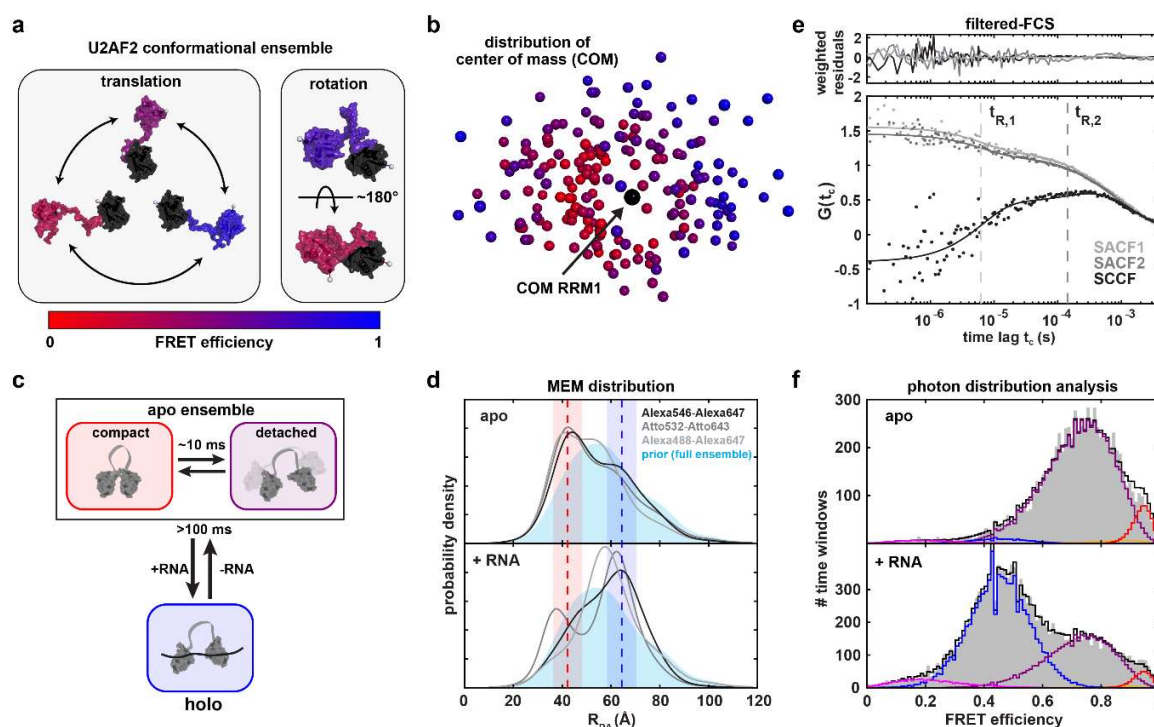 a
U2AF2 conformational ensemble
translation
rotation
~180°
0
1
FRET efficiency
b
distribution of
center of mass (COM)
COM RRM1
c
apo ensemble
compact
~10 ms
detached
>100 ms
+RNA
-RNA
holo
d
MEM distribution
apo
Alexa546-Alexa647
Atto532-Atto643
Alexa488-Alexa647
prior (full ensemble)
+ RNA
probability density
0
20
40
60
80
100
120
(Å)
e
filtered-FCS
weighted
residuals
2
0
-2
tR,1
tR,2
G(tc)
1.5
1
0.5
0
-0.5
-1
SACF1
SACF2
SCCF
10-6
10-5
10-4
10-3
time lag tc (s)
f
photon distribution analysis
apo
300
200
100
+ RNA
# time windows
300
200
100
0
0
0.2
0.4
0.6
0.8
FRET efficiency